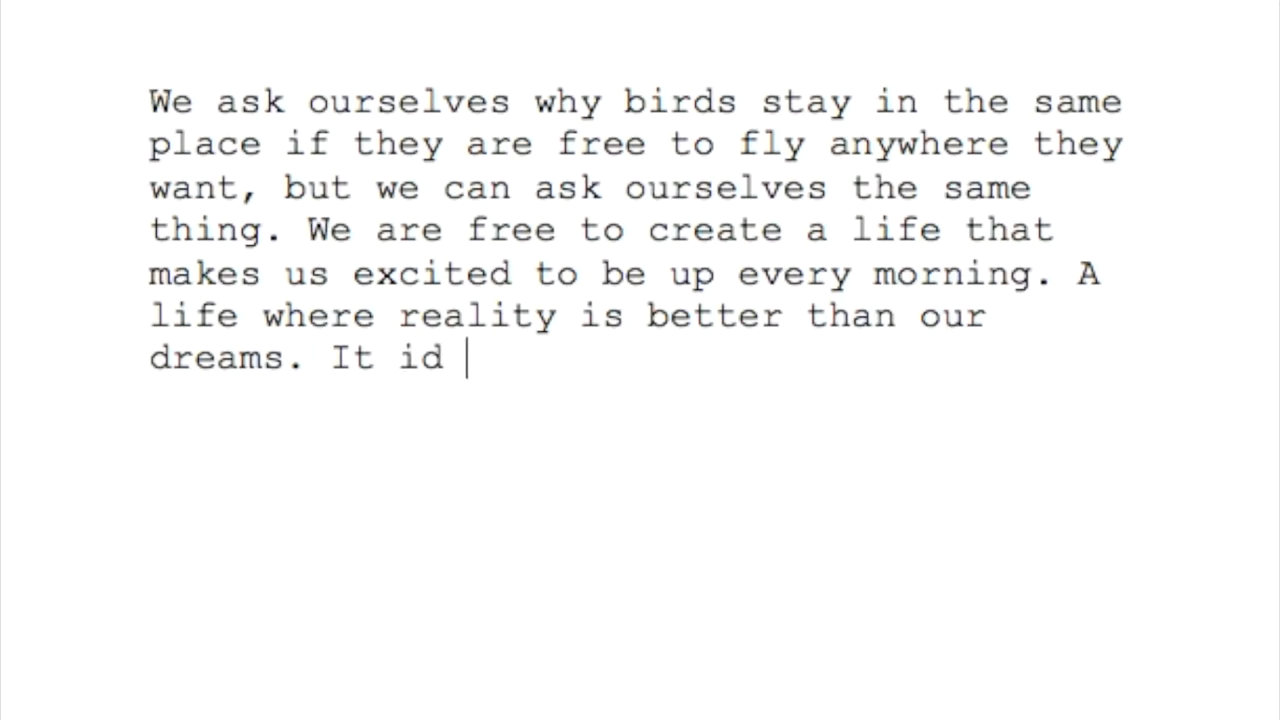 We ask ourselves why birds stay in the same
place if they are free to fly anywhere they
want, but we can ask ourselves the same
thing. We are free to create a life that
makes us excited to be up every morning. A
life where reality is better than our
dreams. It id